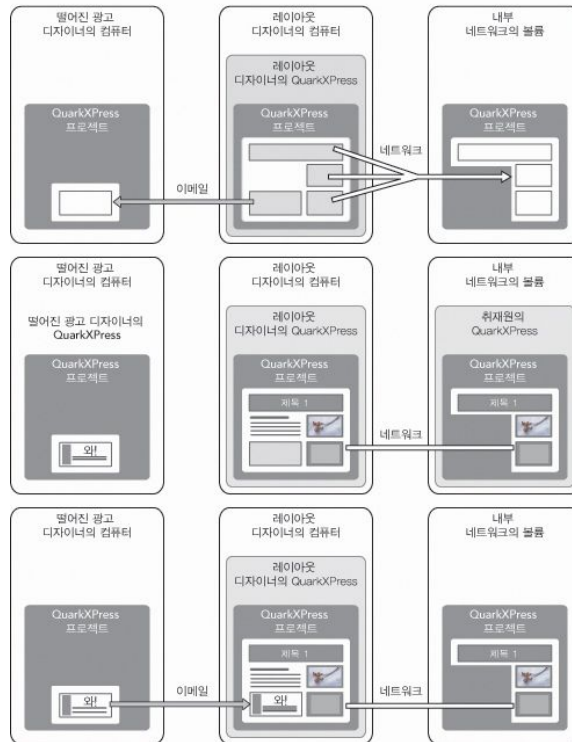 떨어진 광고
디자이너의 컴퓨터
레이아웃
디자이너의 컴퓨터
내부
네트워크의 볼륨
레이아웃
디자이너의 QuarkXPress
QuarkXPress
프로젝트
QuarkXPress
프로젝트
QuarkXPress
프로젝트
이메일
네트워크
떨어진 광고
디자이너의 컴퓨터
레이아웃
디자이너의 컴퓨터
내부
네트워크의 볼륨
떨어진 광고 디자이너의
QuarkXPress
레이아웃
디자이너의 QuarkXPress
취재원의
QuarkXPress
QuarkXPress
프로젝트
QuarkXPress
프로젝트
QuarkXPress
프로젝트
제목 1
제목 1
와!
네트워크
떨어진 광고
디자이너의 컴퓨터
레이아웃
디자이너의 컴퓨터
내부
네트워크의 볼륨
레이아웃
디자이너의 QuarkXPress
QuarkXPress
프로젝트
QuarkXPress
프로젝트
QuarkXPress
프로젝트
제목 1
제목 1
와!
이메일
와!
네트워크